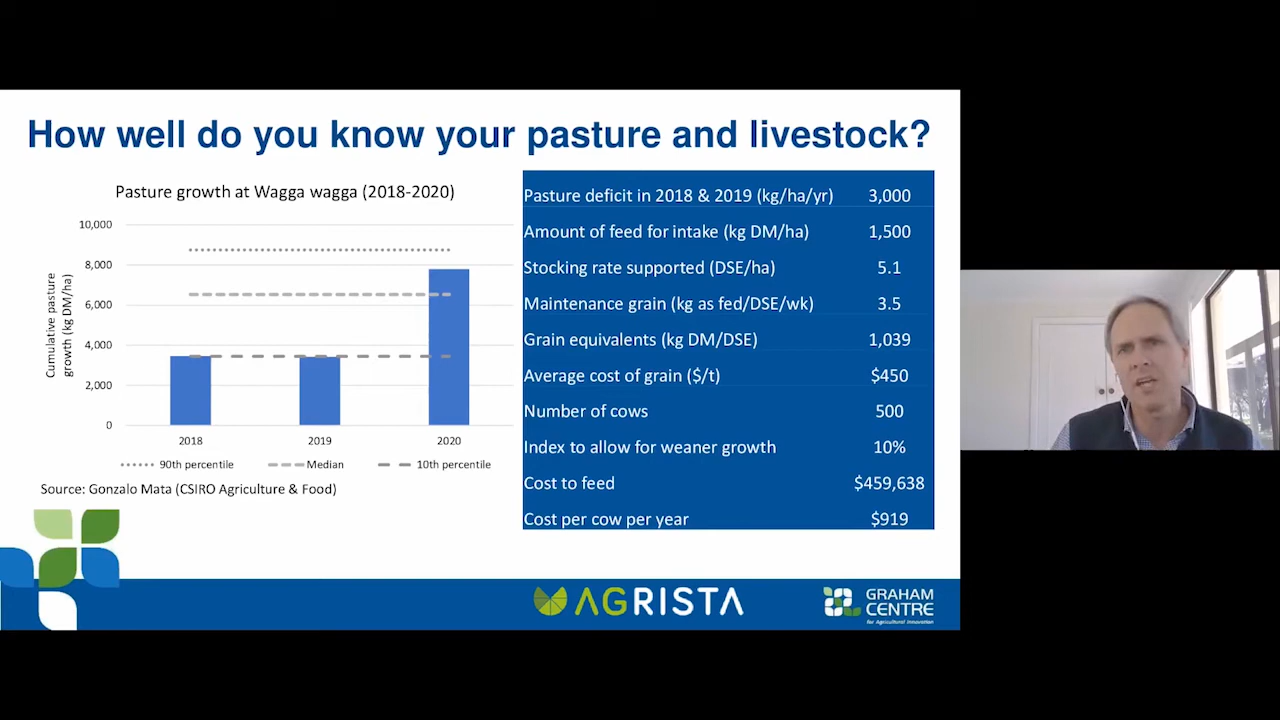 How well do you know your pasture and livestock?
Pasture growth at Wagga wagga (2018-2020)
Cumulative pasture
growth (kg DM/ha)
10,000
8,000
6,000
4,000
2,000
0
2018 2019 2020
90th percentile Median 10th percentile
Source: Gonzalo Mata (CSIRO Agriculture & Food)
Pasture deficit in 2018 & 2019 (kg/ha/yr) 3,000
Amount of feed for intake (kg DM/ha) 1,500
Stocking rate supported (DSE/ha) 5.1
Maintenance grain (kg as fed/DSE/wk) 3.5
Grain equivalents (kg DM/DSE) 1,039
Average cost of grain ($/t) $450
Number of cows 500
Index to allow for weaner growth 10%
Cost to feed $459,638
Cost per cow per year $919
AGRISTA
GRAHAM
CENTRE
for Agricultural Innovation